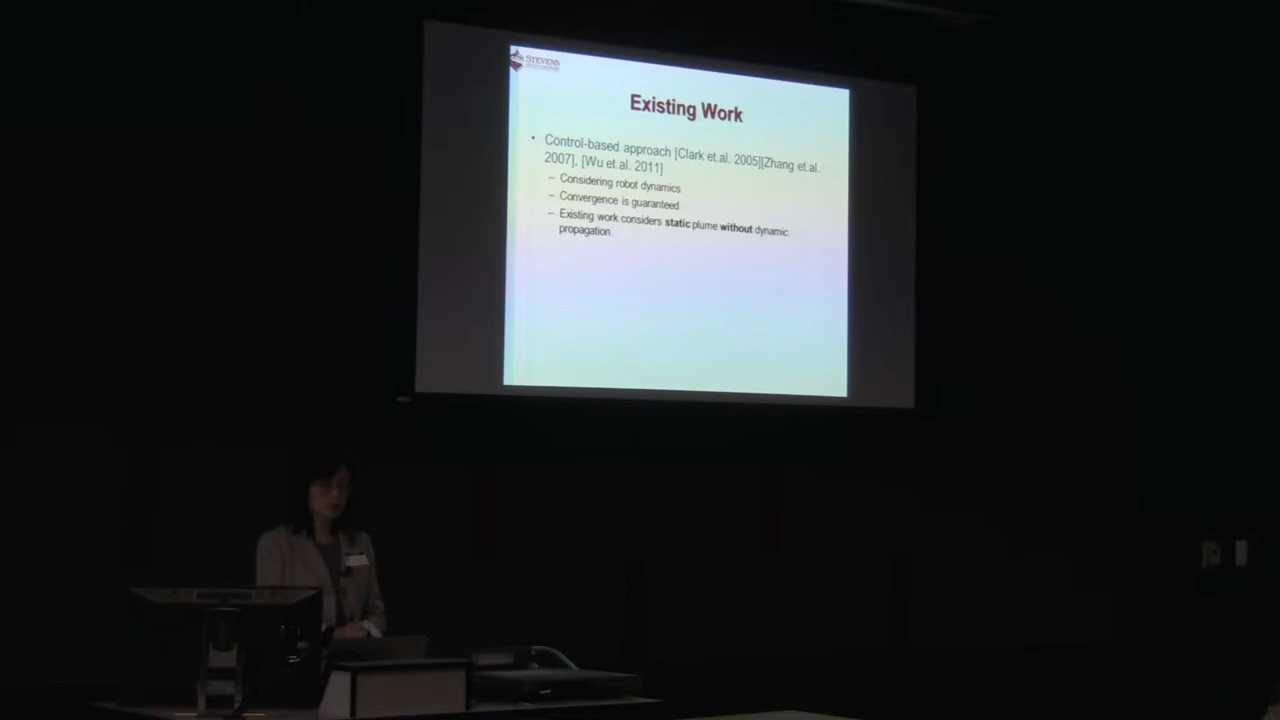 STEVENS
Existing Work
• Control-based approach [Clark et.al. 2005][Zhang et.al.
2007], [Wu et.al. 2011]
– Considering robot dynamics
– Convergence is guaranteed
– Existing work considers static plume without dynamic
propagation